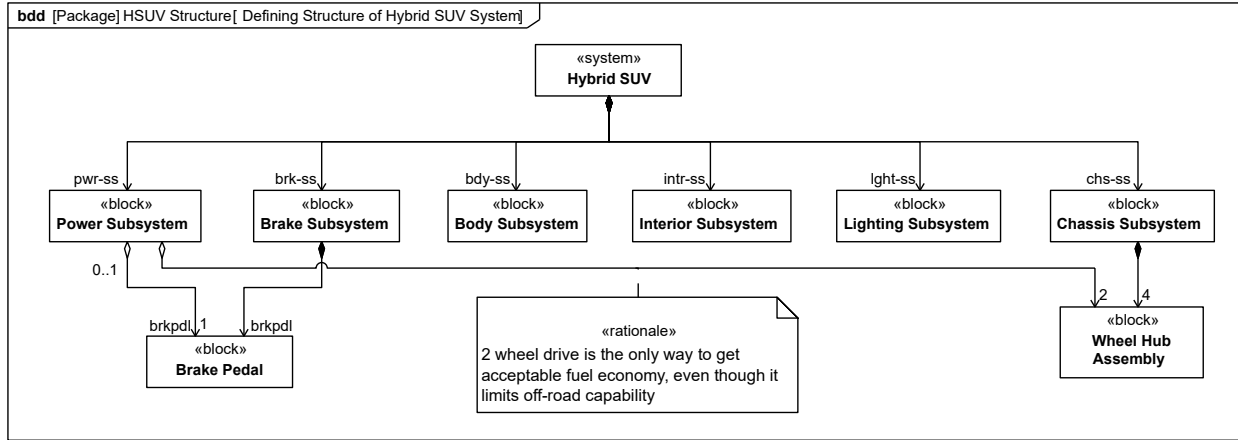 bdd [Package] HSUV Structure[ Defining Structure of Hybrid SUV System]
«system»
Hybrid SUV
pwr-ss
brk-ss
bdy-ss
intr-ss
lght-ss
chs-ss
«block»
Power Subsystem
«block»
Brake Subsystem
«block»
Body Subsystem
«block»
Interior Subsystem
«block»
Lighting Subsystem
«block»
Chassis Subsystem
0..1
2
4
brkpdl
1
brkpdl
«block»
Brake Pedal
«rationale»
2 wheel drive is the only way to get
acceptable fuel economy, even though it
limits off-road capability
«block»
Wheel Hub
Assembly